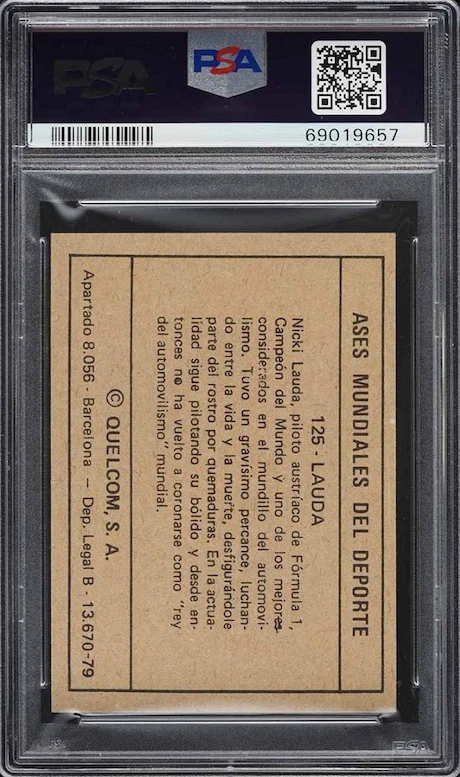 PSA
PSA
69019657
ASES MUNDIALES DEL DEPORTE
125 - LAUDA
Nicki Lauda, piloto austríaco de Fórmula 1,
Campeón del Mundo y uno de los mejores
considerados en el mundillo del automovi-
lismo. Tuvo un gravísimo percance, luchan-
do entre la vida y la muerte, desfigurándole
parte del rostro por quemaduras. En la actua-
lidad sigue pilotando su bólido y desde en-
tonces no ha vuelto a coronarse como "rey
del automovilismo" mundial.
© QUELCOM, S. A.
Apartado 8.056 - Barcelona — Dep. Legal B - 13.670-79
PSA